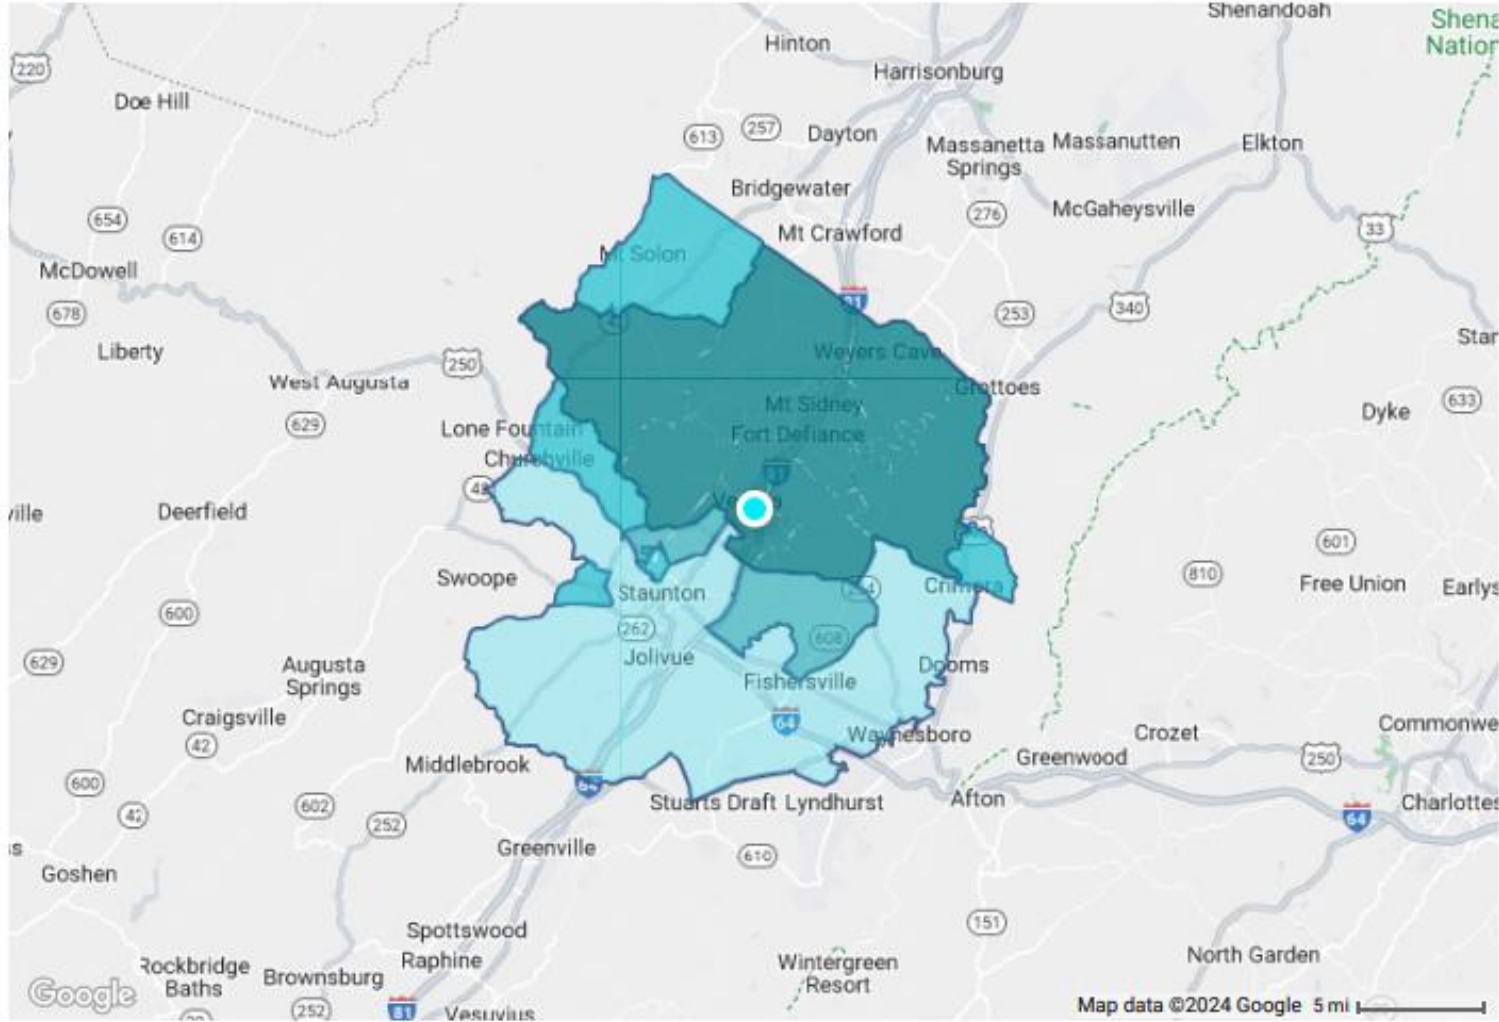 Shenandoah
Shena
Nation
Hinton
Harrisonburg
220
Doe Hill
613
257
Dayton
Massanetta
Springs
Massanutten
Elkton
Bridgewater
654
276
McGaheysville
614
Mt Crawford
33
Mt Solon
McDowell
81
340
678
253
Liberty
Weyers Cave
Star
250
West Augusta
Grottoes
Mt Sidney
633
Dyke
629
Lone Fountain
Fort Defiance
Churchville
81
42
Deerfield
ville
601
Swoope
810
Free Union
Earlys
Crimora
Staunton
254
600
262
608
629
Augusta
Springs
Jolivue
Dooms
Fishersville
Craigsville
64
Commonwe
42
Waynesboro
Crozet
Middlebrook
Greenwood
250
600
64
Stuarts Draft
Lyndhurst
Afton
Charlottes
602
42
252
64
Greenville
610
Goshen
151
Spottswood
Raphine
North Garden
Rockbridge
Baths
Brownsburg
Wintergreen
Resort
Google
252
81
Vesuvius
Map data ©2024 Google
5 mi